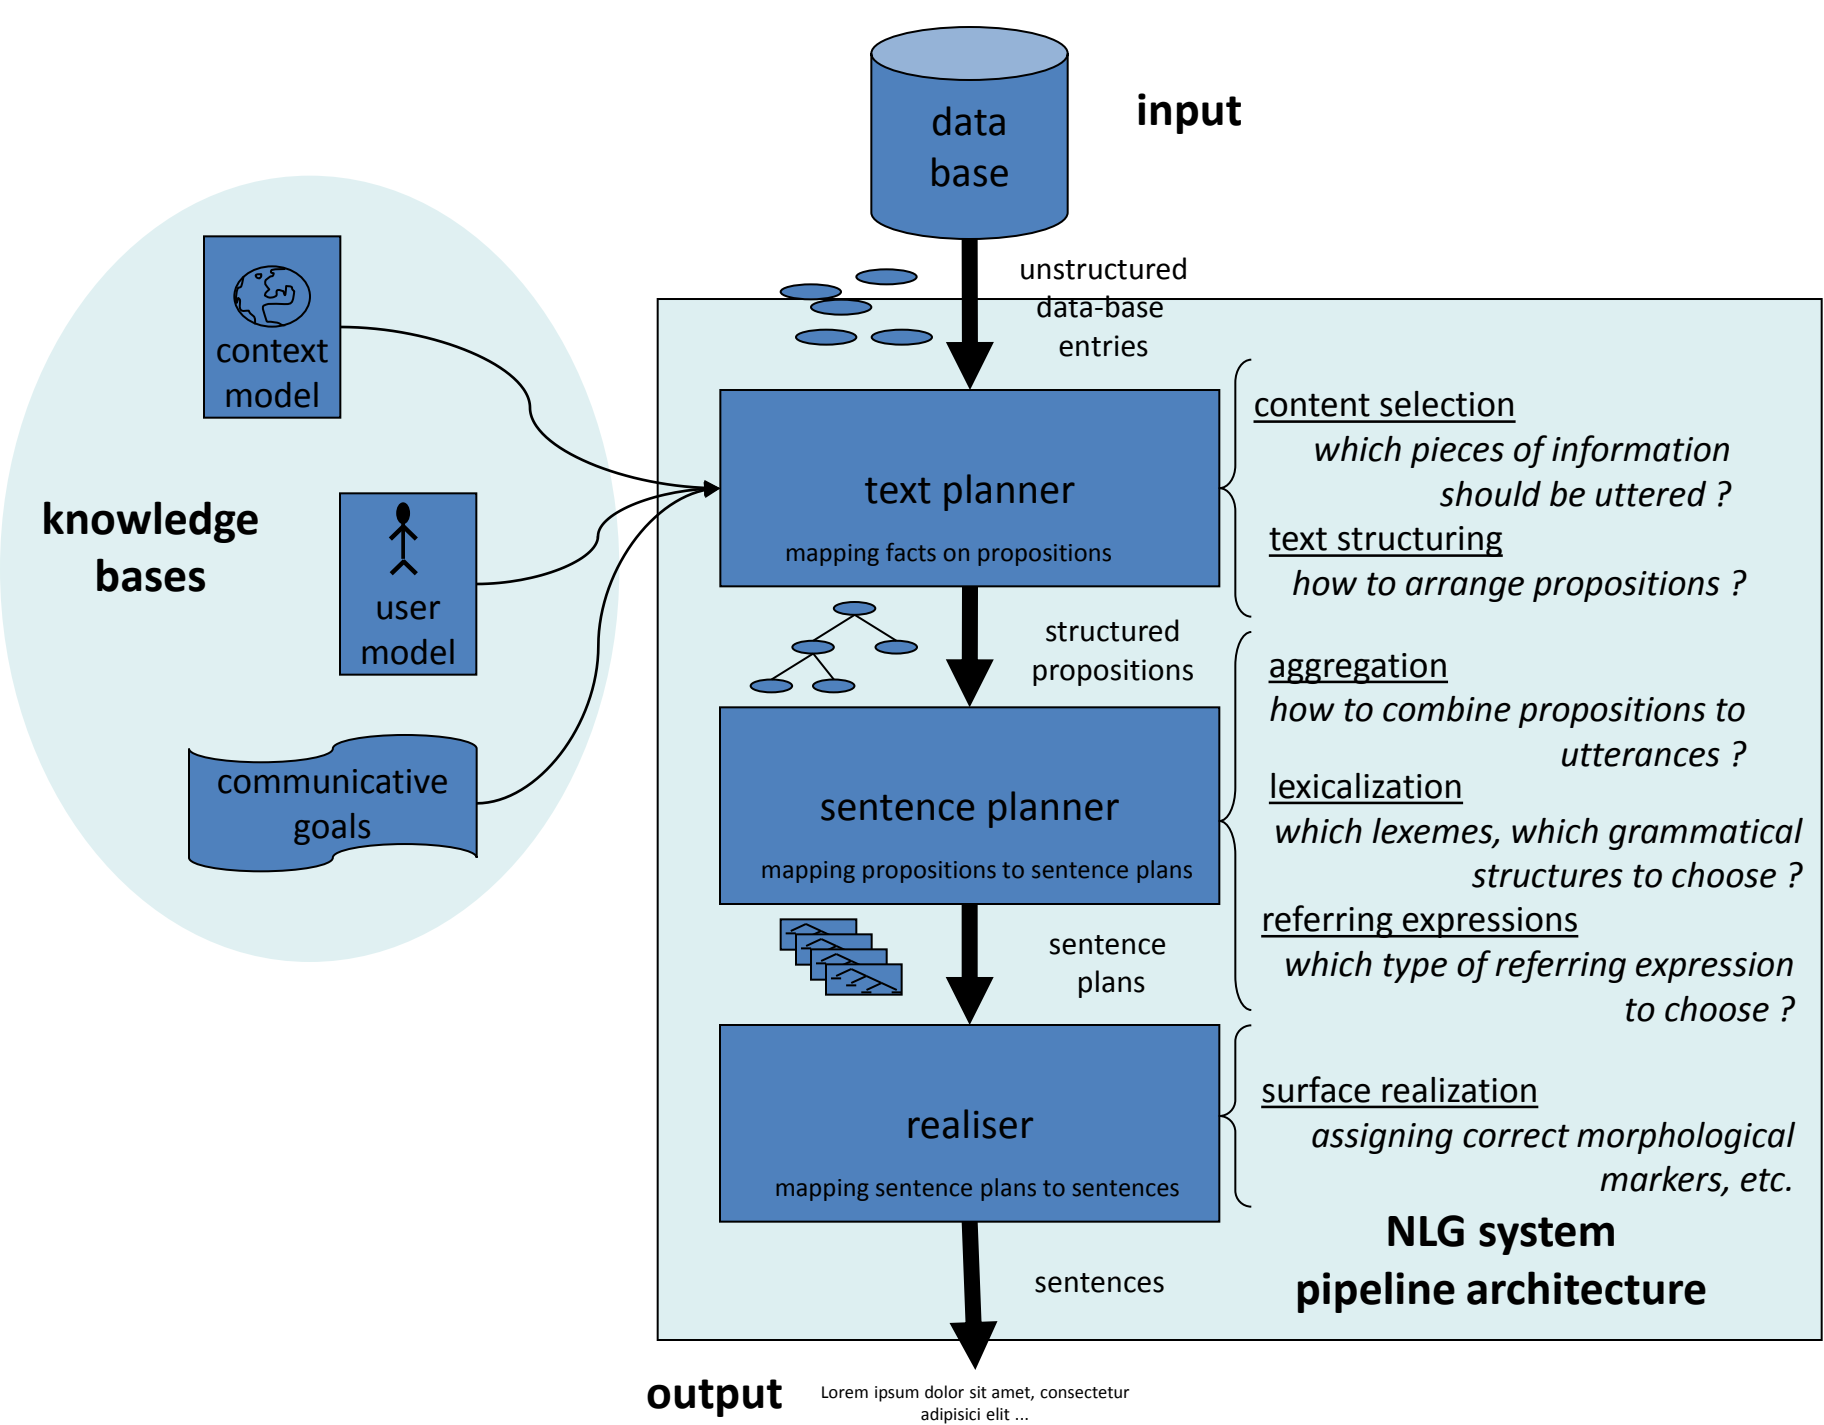 data
base
input
unstructured
data-base
entries
context
model
knowledge
bases
user
model
communicative
goals
text planner
mapping facts on propositions
content selection
which pieces of information
should be uttered ?
text structuring
how to arrange propositions ?
structured
propositions
sentence planner
mapping propositions to sentence plans
aggregation
how to combine propositions to
utterances ?
lexicalization
which lexemes, which grammatical
structures to choose ?
referring expressions
which type of referring expression
to choose ?
sentence
plans
realiser
mapping sentence plans to sentences
surface realization
assigning correct morphological
markers, etc.
NLG system
pipeline architecture
sentences
output
Lorem ipsum dolor sit amet, consectetur
adipisici elit ...